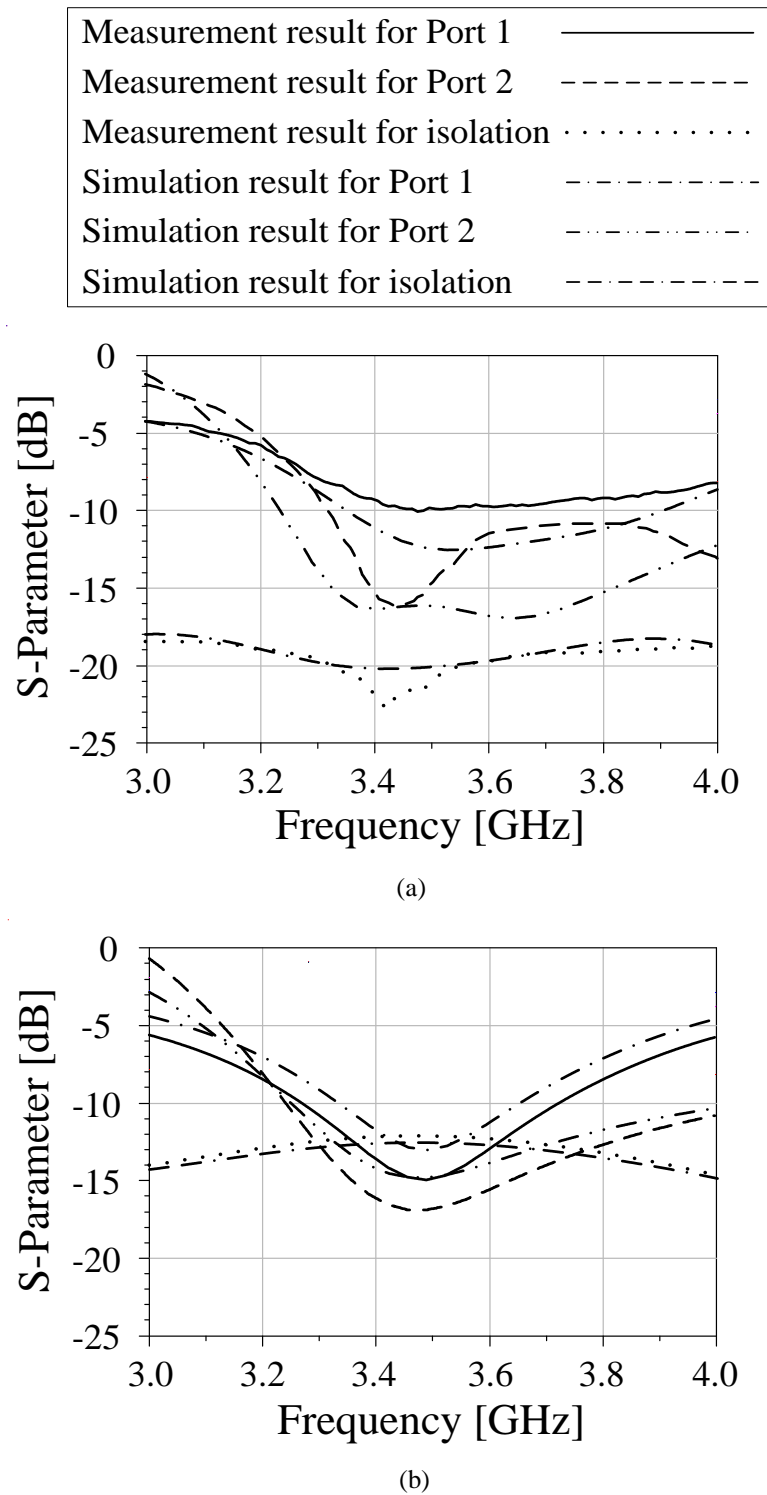 Measurement result for Port 1
Measurement result for Port 2
Measurement result for isolation
Simulation result for Port 1
Simulation result for Port 2
Simulation result for isolation
0
-5
-10
-15
-20
-25
S-Parameter [dB]
3.0 3.2 3.4 3.6 3.8 4.0
Frequency [GHz]
(a)
0
-5
-10
-15
-20
-25
S-Parameter [dB]
3.0 3.2 3.4 3.6 3.8 4.0
Frequency [GHz]
(b)